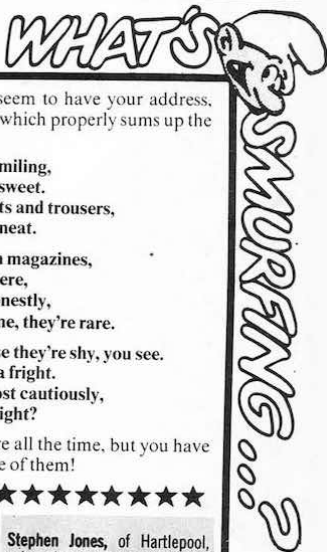 WHAT'S
SMURFING...?
seem to have your address,
which properly sums up the
miling,
sweet.
ts and trousers,
neat.
magazines,
ere,
nestly,
ne, they're rare.
e they're shy, you see.
a fright.
ost cautiously,
ight?
re all the time, but you have
e of them!
Stephen Jones, of Hartlepool,